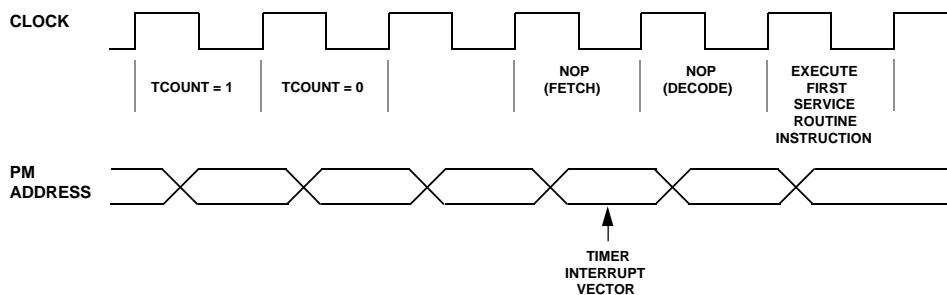 CLOCK
TCOUNT = 1
TCOUNT = 0
NOP
(FETCH)
NOP
(DECODE)
EXECUTE
FIRST
SERVICE
ROUTINE
INSTRUCTION
PM
ADDRESS
TIMER
INTERRUPT
VECTOR